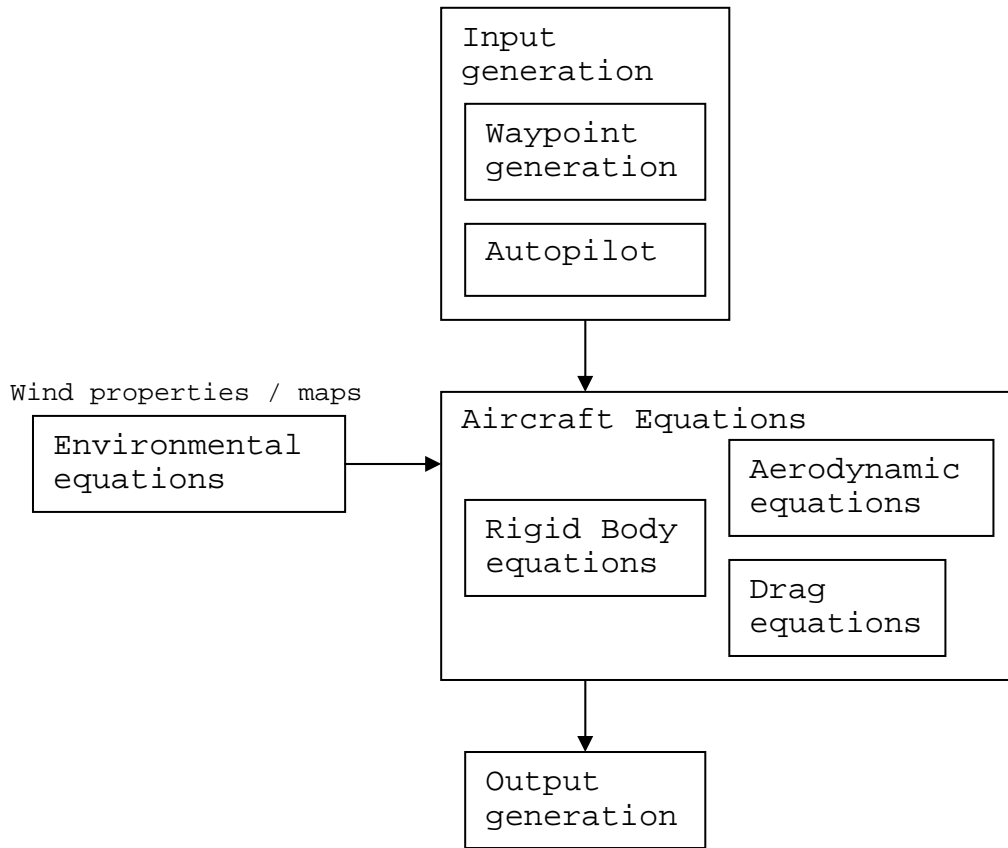 Input
generation
Waypoint
generation
Autopilot
Wind properties / maps
Environmental
equations
Aircraft Equations
Aerodynamic
equations
Rigid Body
equations
Drag
equations
Output
generation